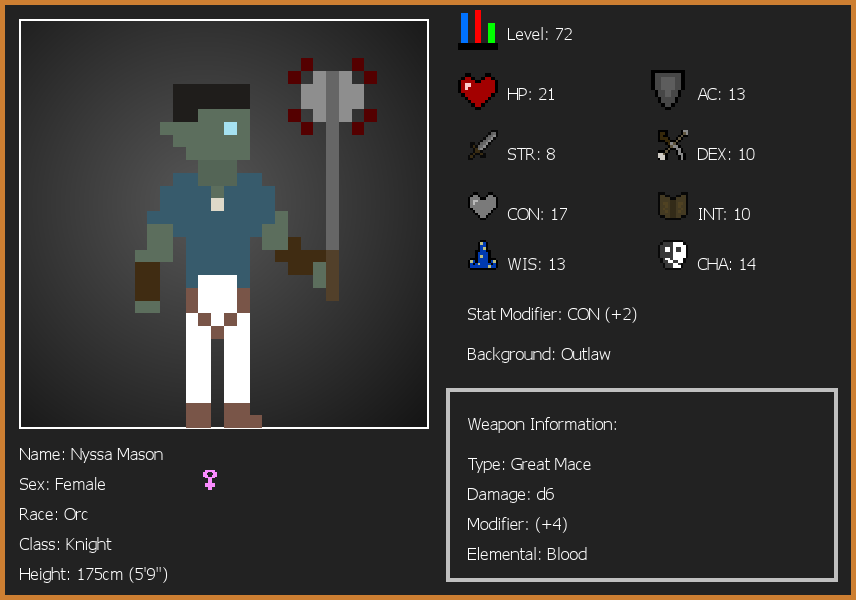 Level: 72
HP: 21
AC: 13
STR: 8
DEX: 10
CON: 17
INT: 10
WIS: 13
CHA: 14
Stat Modifier: CON (+2)
Background: Outlaw
Weapon Information:
Type: Great Mace
Damage: d6
Modifier: (+4)
Elemental: Blood
Name: Nyssa Mason
Sex: Female
Race: Orc
Class: Knight
Height: 175cm (5'9")